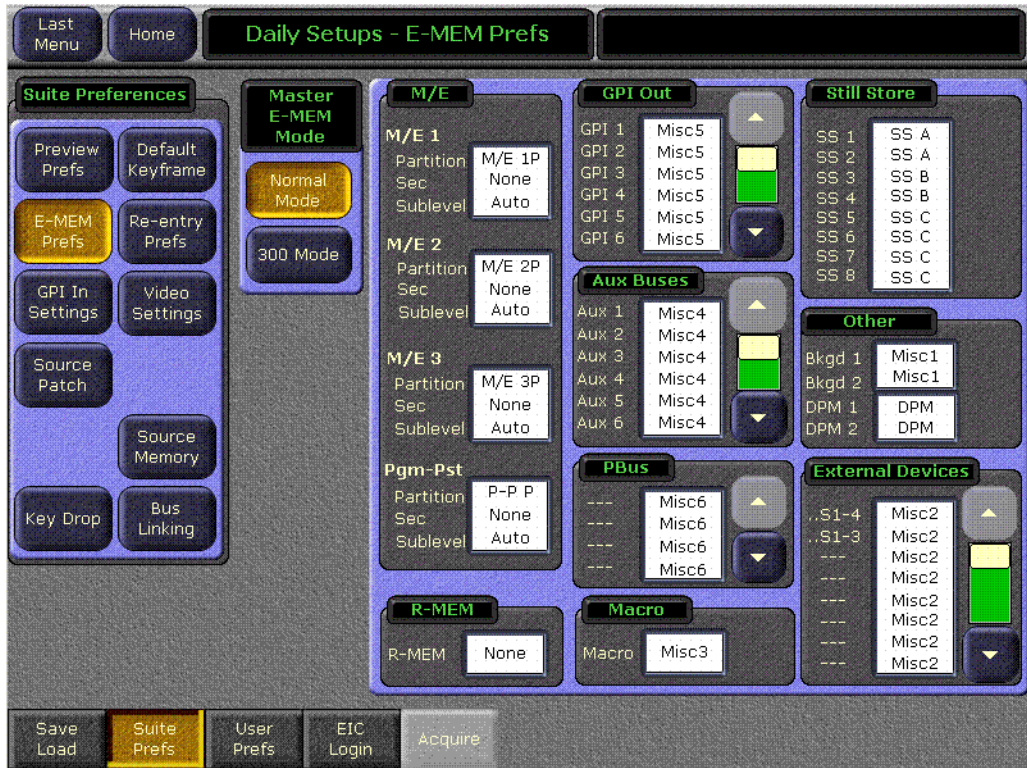 Last
Menu
Home
Daily Setups - E-MEM Prefs
Suite Preferences
Preview
Prefs
Default
Keyframe
E-MEM
Prefs
Re-entry
Prefs
GPI In
Settings
Video
Settings
Source
Patch
Source
Memory
Key Drop
Bus
Linking
Master
E-MEM
Mode
Normal
Mode
300 Mode
M/E
M/E 1
Partition M/E 1P
Sec None
Sublevel Auto
M/E 2
Partition M/E 2P
Sec None
Sublevel Auto
M/E 3
Partition M/E 3P
Sec None
Sublevel Auto
Pgm-Pst
Partition P-P P
Sec None
Sublevel Auto
R-MEM
R-MEM None
GPI Out
GPI 1 Misc5
GPI 2 Misc5
GPI 3 Misc5
GPI 4 Misc5
GPI 5 Misc5
GPI 6 Misc5
Aux Buses
Aux 1 Misc4
Aux 2 Misc4
Aux 3 Misc4
Aux 4 Misc4
Aux 5 Misc4
Aux 6 Misc4
PBus
--- Misc6
--- Misc6
--- Misc6
--- Misc6
Macro
Macro Misc3
Still Store
SS 1 SS A
SS 2 SS A
SS 3 SS B
SS 4 SS B
SS 5 SS C
SS 6 SS C
SS 7 SS C
SS 8 SS C
Other
Bkgd 1 Misc1
Bkgd 2 Misc1
DPM 1 DPM
DPM 2 DPM
External Devices
..S1-4 Misc2
..S1-3 Misc2
--- Misc2
--- Misc2
--- Misc2
--- Misc2
--- Misc2
--- Misc2
Save
Load
Suite
Prefs
User
Prefs
EIC
Login
Acquire